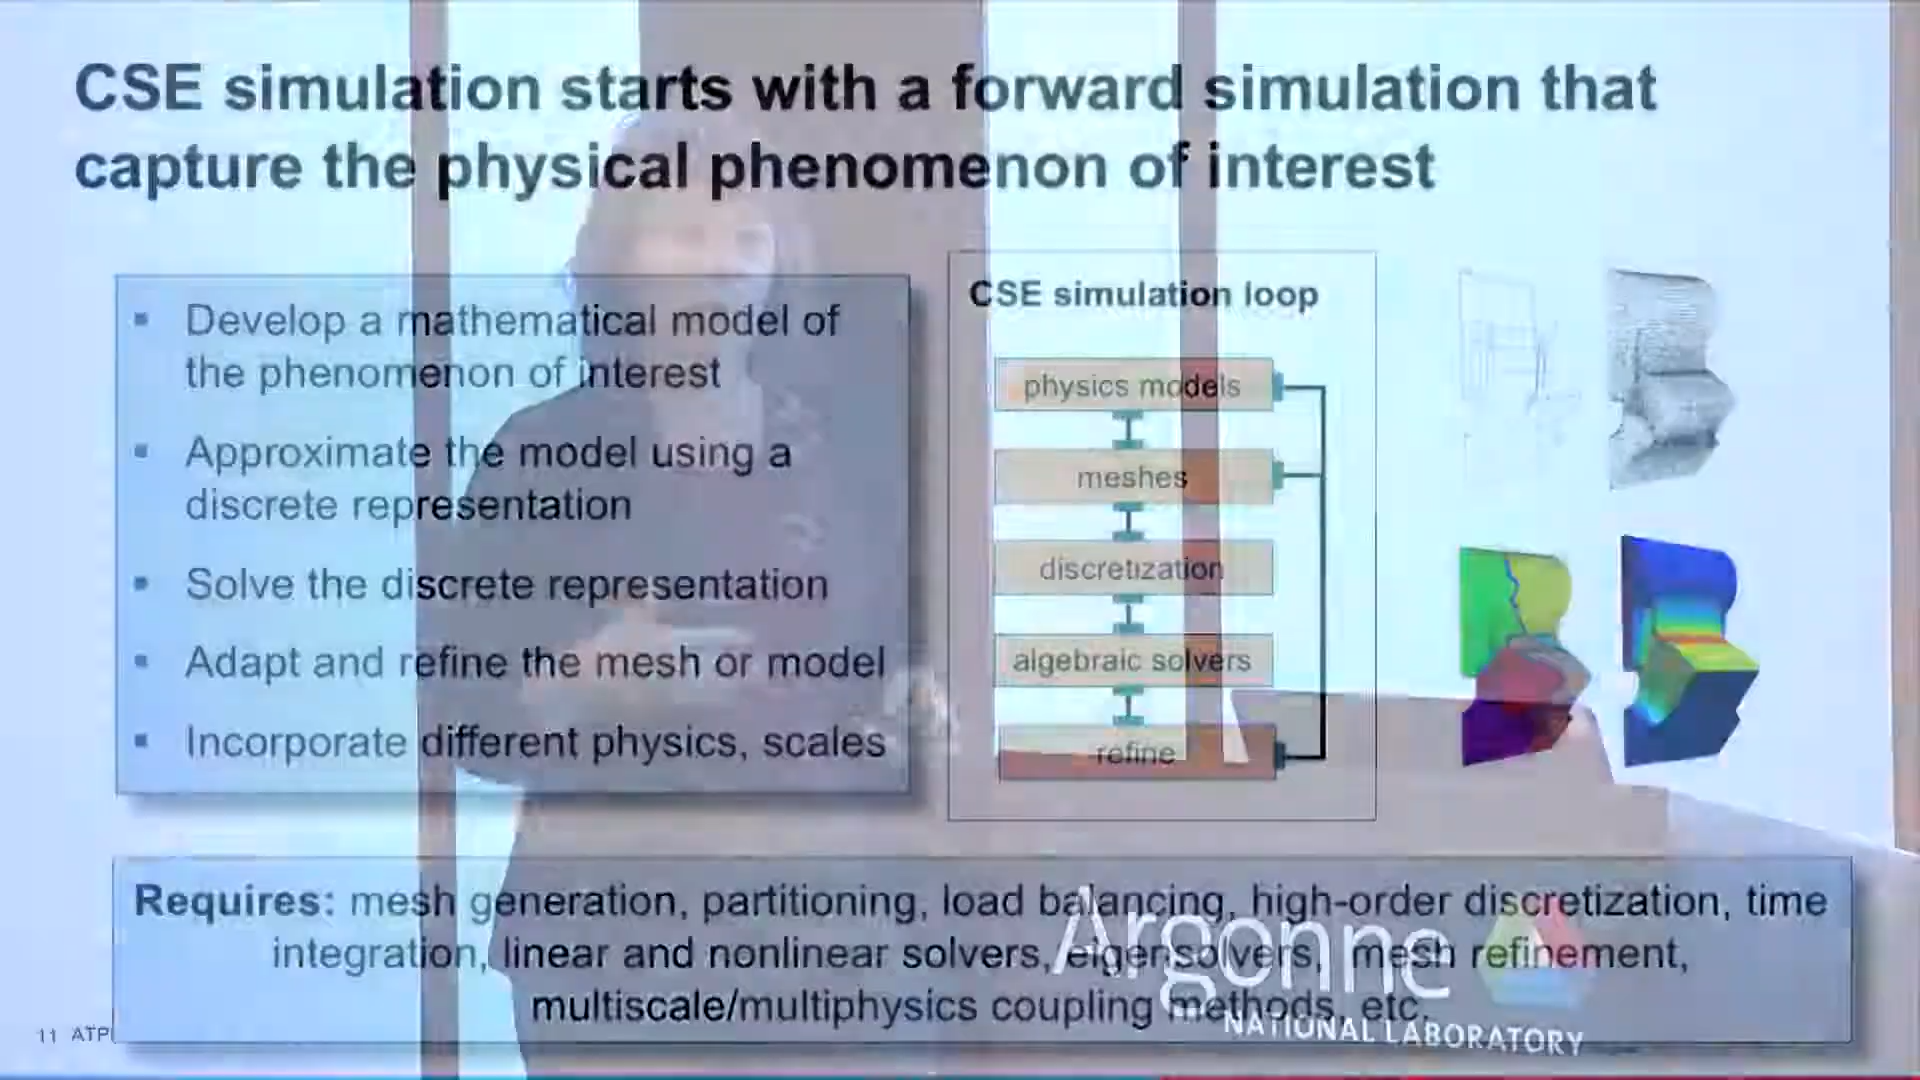 CSE simulation starts with a forward simulation that
capture the physical phenomenon of interest
▪ Develop a mathematical model of
the phenomenon of interest
▪ Approximate the model using a
discrete representation
▪ Solve the discrete representation
▪ Adapt and refine the mesh or model
▪ Incorporate different physics, scales
CSE simulation loop
physics models
meshes
discretization
algebraic solvers
refine
Requires: mesh generation, partitioning, load balancing, high-order discretization, time
integration, linear and nonlinear solvers, eigensolvers, mesh refinement,
multiscale/multiphysics coupling methods, etc.
11 ATP
Argonne
NATIONAL LABORATORY